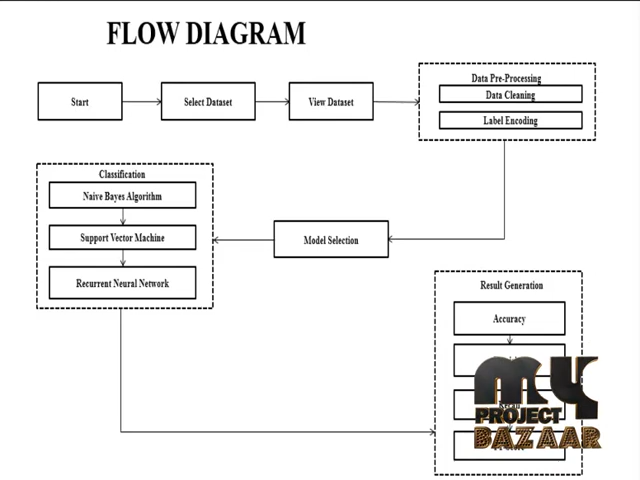 FLOW DIAGRAM
Start
Select Dataset
View Dataset
Data Pre-Processing
Data Cleaning
Label Encoding
Classification
Naive Bayes Algorithm
Support Vector Machine
Recurrent Neural Network
Model Selection
Result Generation
Accuracy
MY
PROJECT
BAZAAR